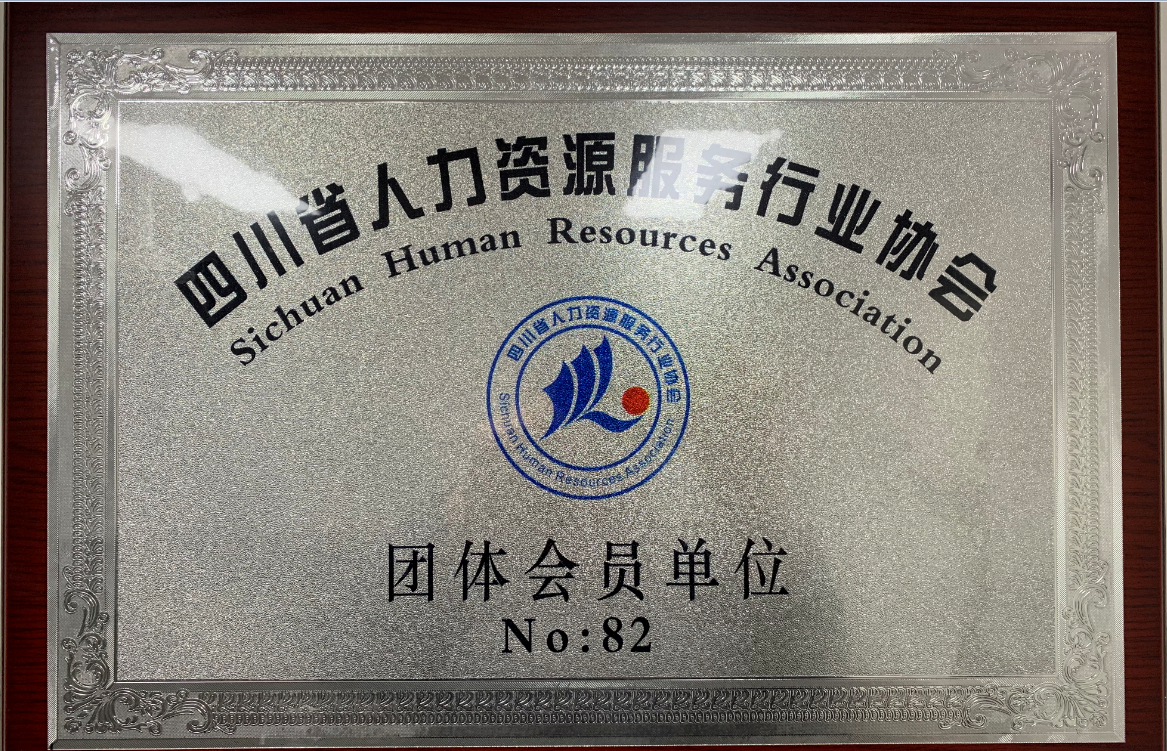 四川省人力资源服务行业协会
Sichuan Human Resources Association
四川省人力资源服务行业协会
Sichuan Human Resources Association
团体会员单位
No:82